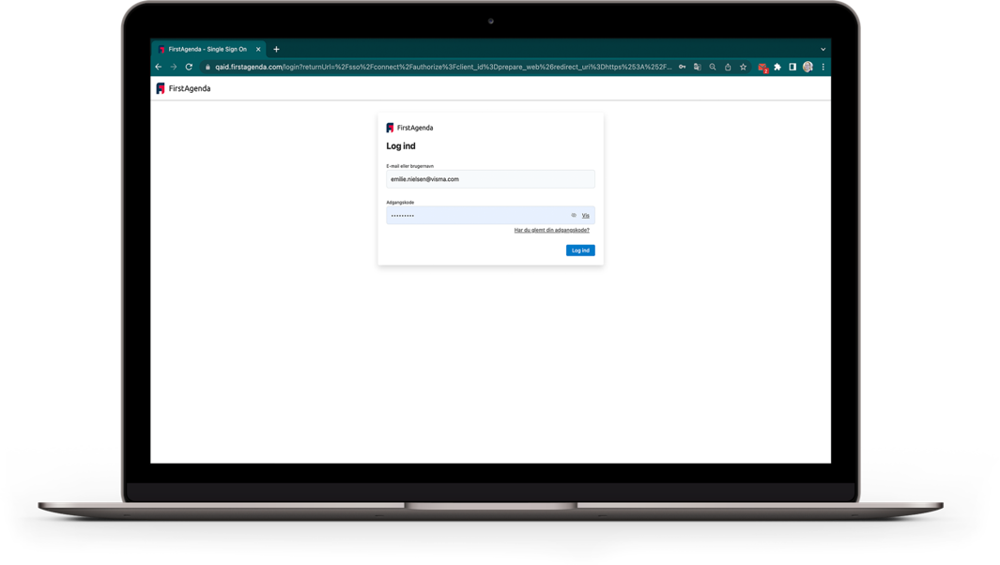 FirstAgenda - Single Sign On
qaid.firstagenda.com/login?returnUrl=%2Fsso%2Fconnect%2Fauthorize%3Fclient_id%3Dprepare_web%26redirect_uri%3Dhttps%253A%252F...
2
FirstAgenda
FirstAgenda
Log ind
E-mail eller brugernavn
emilie.nielsen@visma.com
Adgangskode
Vis
Har du glemt din adgangskode?
Log ind